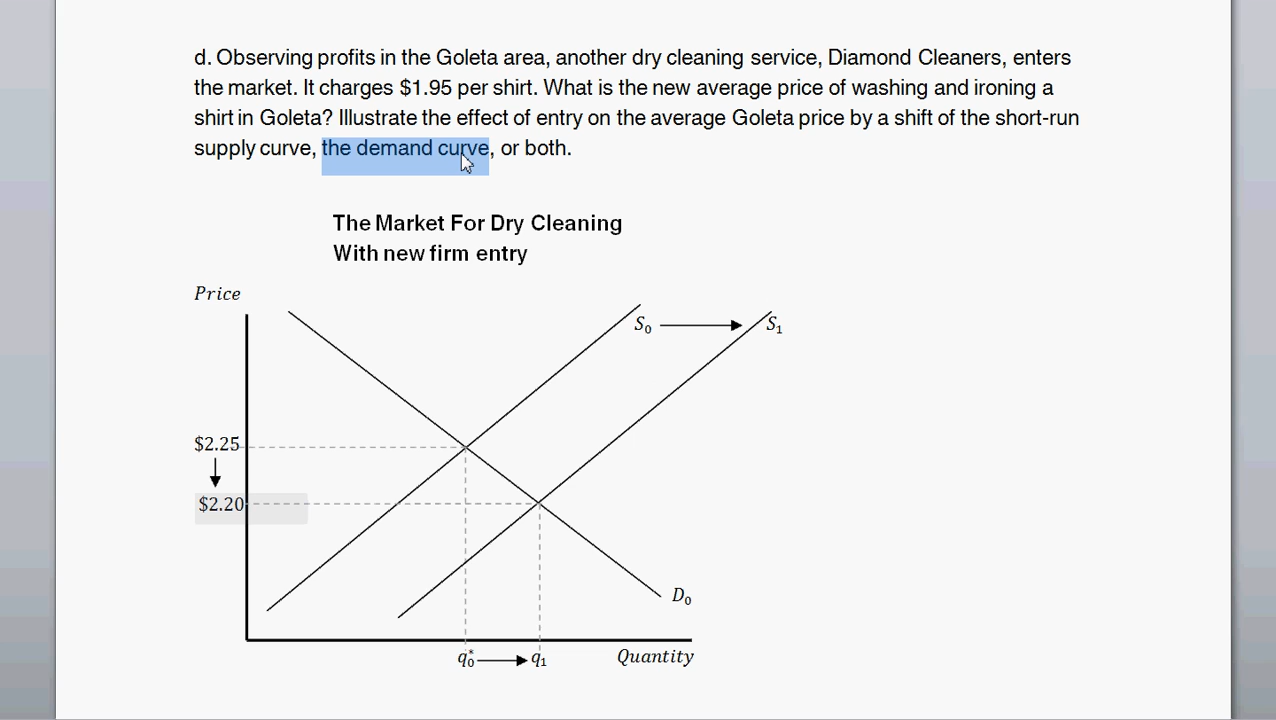 d. Observing profits in the Goleta area, another dry cleaning service, Diamond Cleaners, enters
the market. It charges $1.95 per shirt. What is the new average price of washing and ironing a
shirt in Goleta? Illustrate the effect of entry on the average Goleta price by a shift of the short-run
supply curve, the demand curve, or both.
The Market For Dry Cleaning
With new firm entry
Price
S₀ S₁
$2.25
$2.20
D₀
q₀* q₁ Quantity